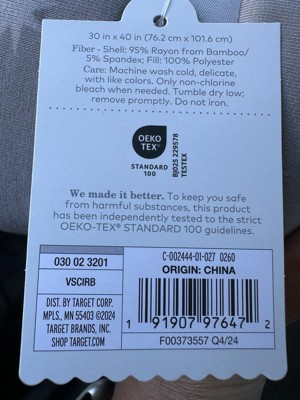 30 in x 40 in (76.2 cm x 101.6 cm)
Fiber - Shell: 95% Rayon from Bamboo/
5% Spandex; Fill: 100% Polyester
Care: Machine wash cold, delicate,
with like colors. Only non-chlorine
bleach when needed. Tumble dry low;
remove promptly. Do not iron.
OEKO
TEX®
STANDARD
100
BJ025 229578
TESTEX
We made it better. To keep you safe
from harmful substances, this product
has been independently tested to the strict
OEKO-TEX® STANDARD 100 guidelines.
030 02 3201
VSCIRB
DIST. BY TARGET CORP.
MPLS., MN 55403 ©2024
TARGET BRANDS, INC.
SHOP TARGET.COM
C-002444-01-027 0260
ORIGIN: CHINA
1 91907 97647 2
F00373557 Q4/24